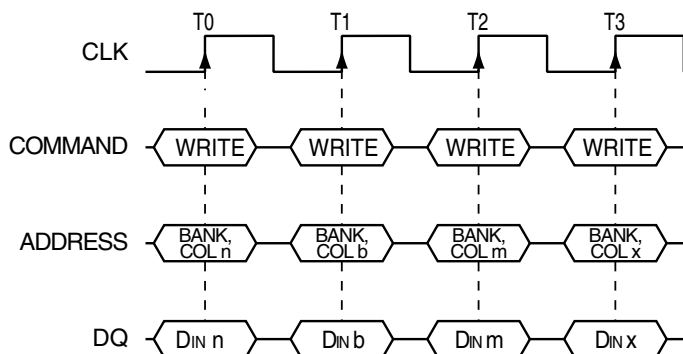 T0 T1 T2 T3
CLK
COMMAND WRITE WRITE WRITE WRITE
ADDRESS BANK, COL n BANK, COL b BANK, COL m BANK, COL x
DQ DIN n DIN b DIN m DIN x